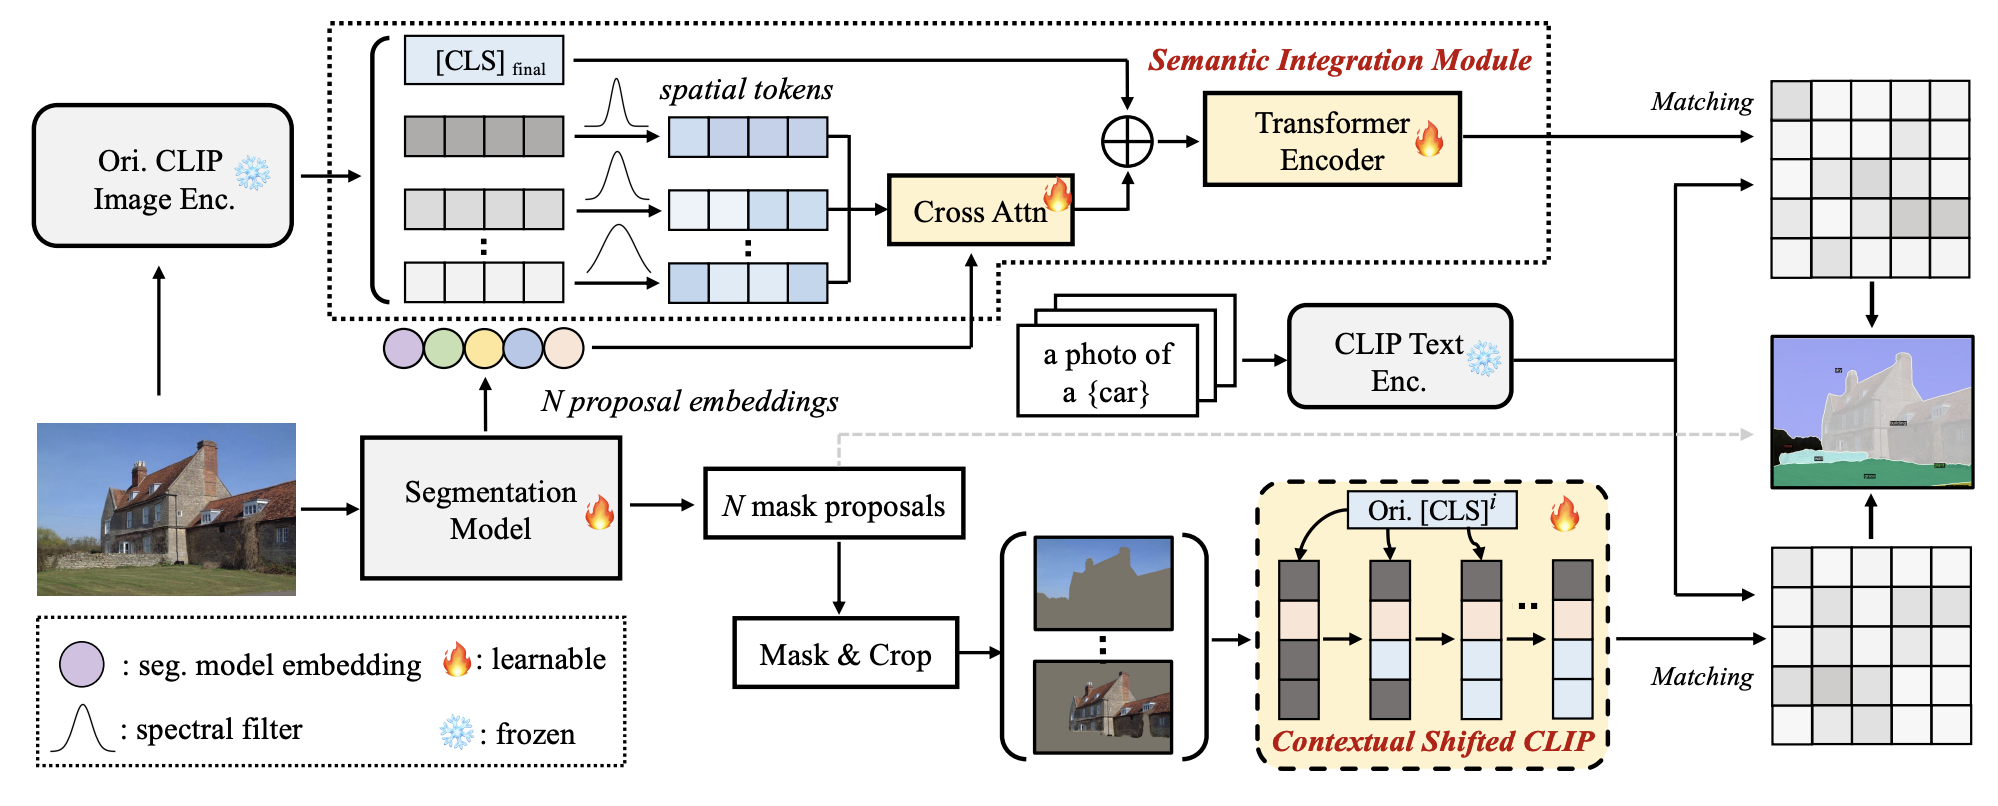 [CLS] final
Semantic Integration Module
spatial tokens
Ori. CLIP
Image Enc.
Transformer
Encoder
Matching
Cross Attn
a photo of
a {car}
CLIP Text
Enc.
N proposal embeddings
Segmentation
Model
N mask proposals
Ori. [CLS]i
Mask & Crop
Contextual Shifted CLIP
Matching
: seg. model embedding
: learnable
: spectral filter
: frozen